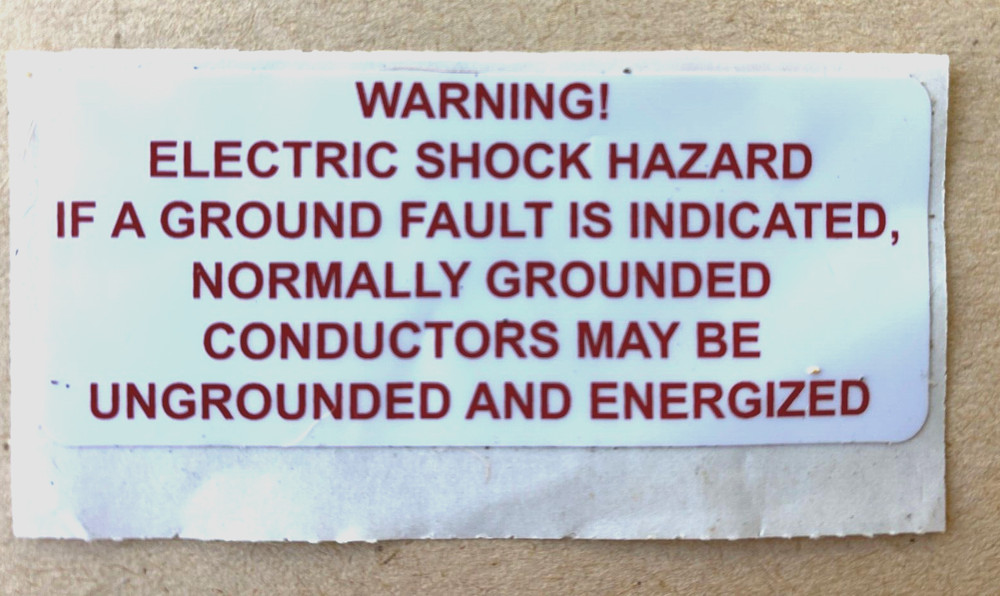 WARNING!
ELECTRIC SHOCK HAZARD
IF A GROUND FAULT IS INDICATED,
NORMALLY GROUNDED
CONDUCTORS MAY BE
UNGROUNDED AND ENERGIZED